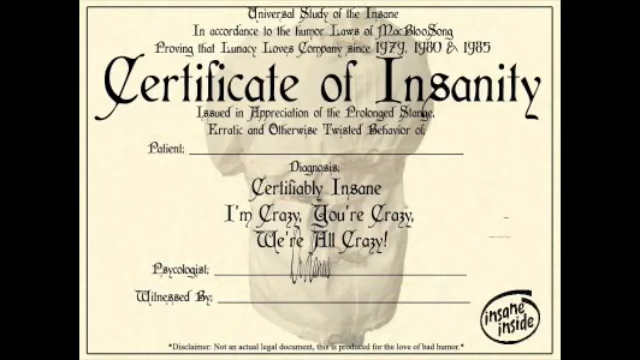 Universal Study of the Insane
In accordance to the humor Laws of MacBlooSong
Proving that Lunacy Loves Company since 1979, 1980 & 1985
Certificate of Insanity
Issued in Appreciation of the Prolonged Stange,
Erratic and Otherwise Twisted Behavior of:
Patient:
Diagnosis:
Certifiably Insane
I'm Crazy, You're Crazy,
We're All Crazy!
Psycologist:
Witnessed By:
insane
inside
*Disclaimer: Not an actual legal document, this is produced for the love of bad humor.*